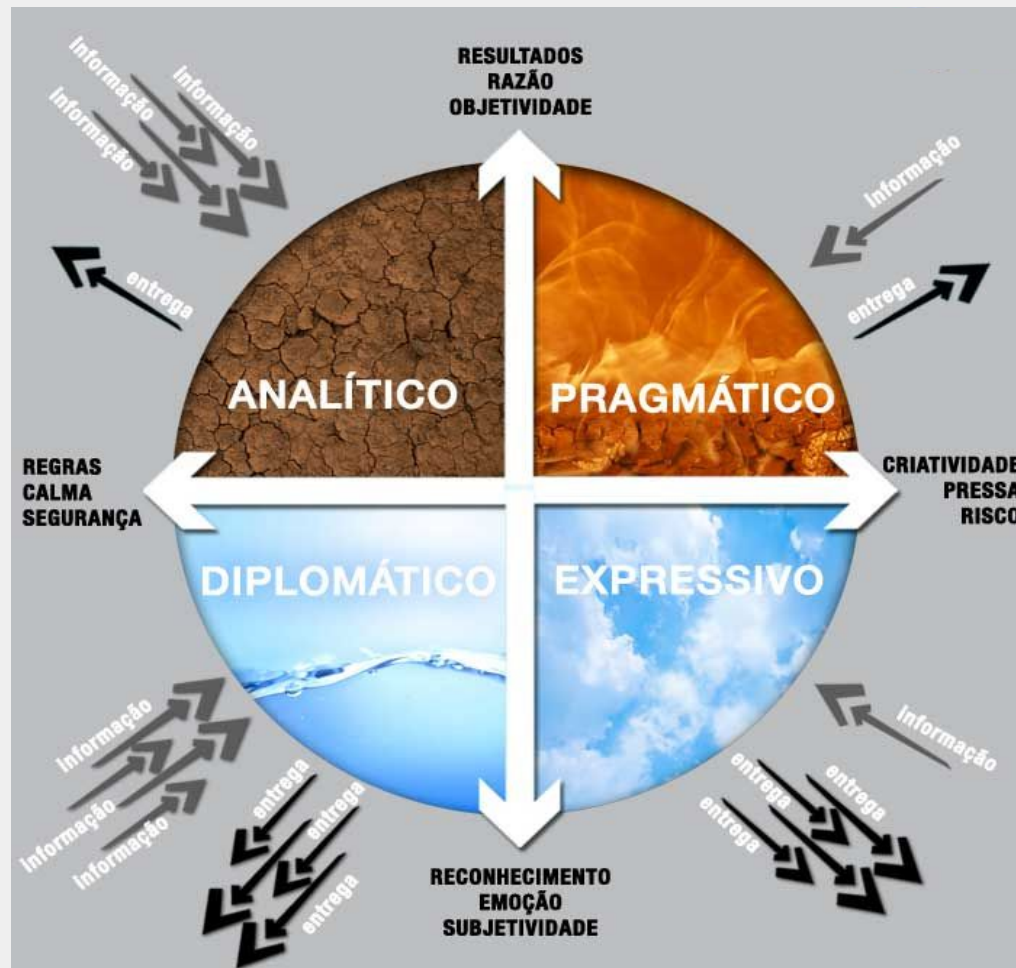 RESULTADOS
RAZÃO
OBJETIVIDADE
Informação
Informação
Informação
entrega
Informação
entrega
ANALÍTICO
PRAGMÁTICO
REGRAS
CALMA
SEGURANÇA
CRIATIVIDADE
PRESSA
RISCO
DIPLOMÁTICO
EXPRESSIVO
Informação
Informação
Informação
entrega
entrega
entrega
Informação
entrega
entrega
entrega
RECONHECIMENTO
EMOÇÃO
SUBJETIVIDADE